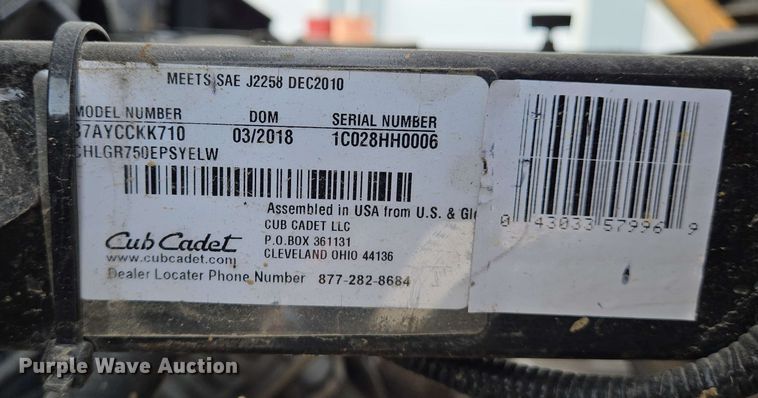 MEETS SAE J2258 DEC2010
MODEL NUMBER DOM SERIAL NUMBER
37AYCCKK710 03/2018 1C028HH0006
CHLGR750EPSYELW
Assembled in USA from U.S. & Glo
CUB CADET LLC
P.O.BOX 361131
CLEVELAND OHIO 44136
Cub Cadet
www.cubcadet.com
Dealer Locater Phone Number 877-282-8684
0 43033 57996 9
Purple Wave Auction